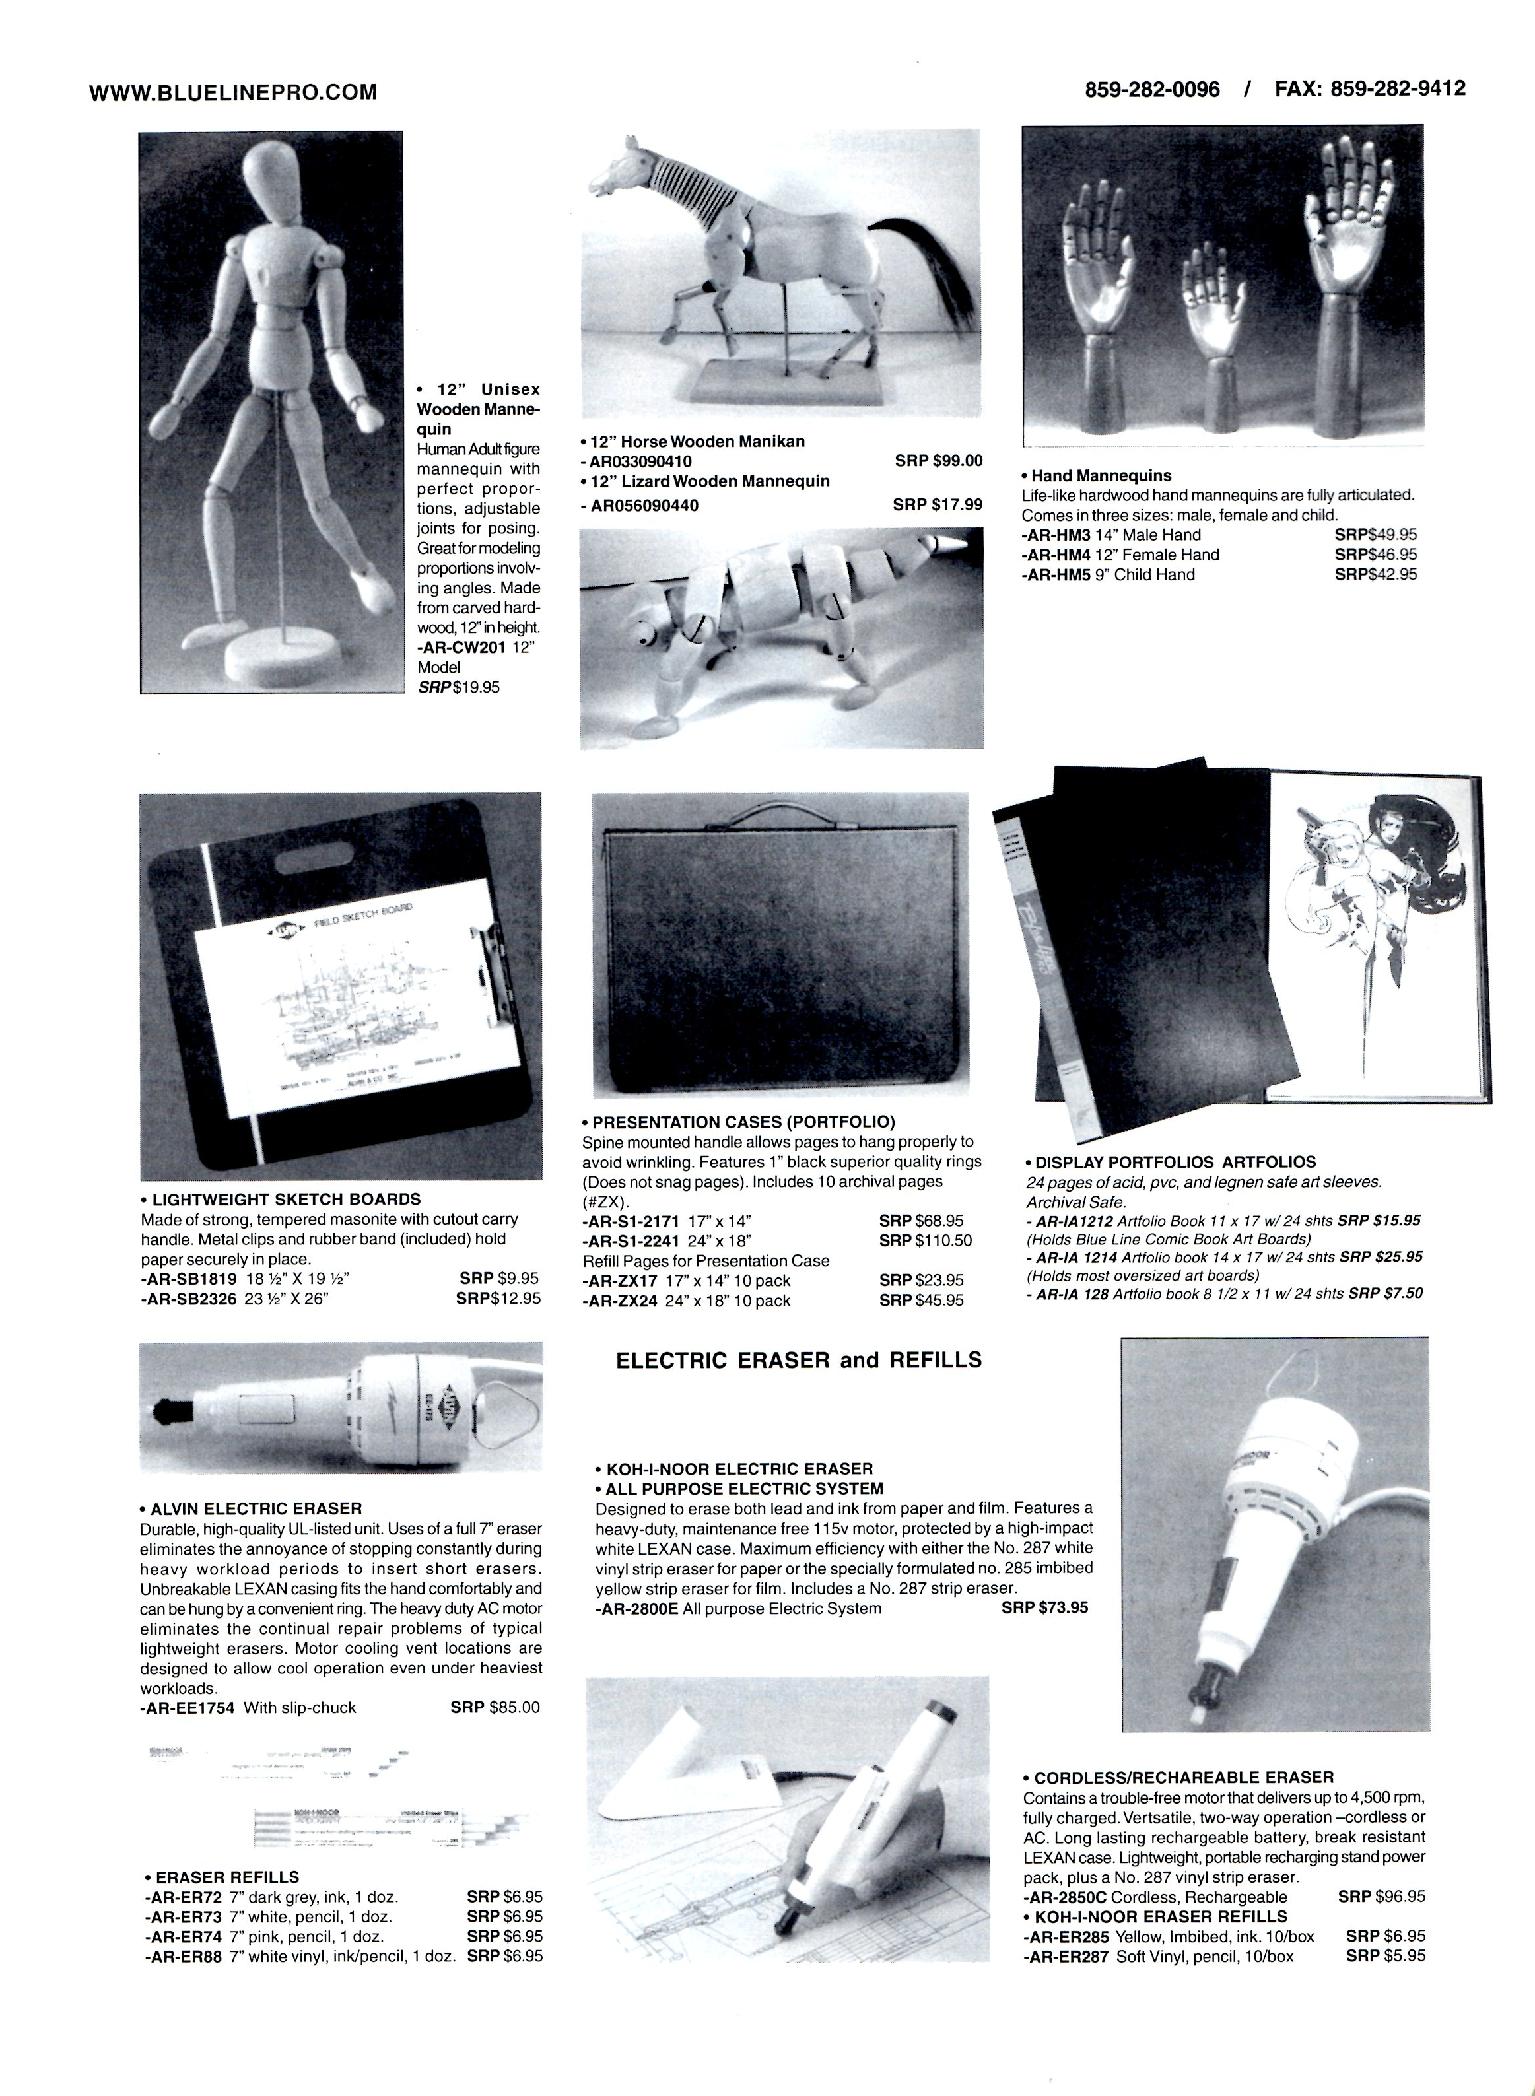 WWW.BLUELINEPRO.COM
859-282-0096 / FAX: 859-282-9412
• 12” Unisex
Wooden Manne-
quin
Human Adult figure
mannequin with
perfect propor-
tions, adjustable
joints for posing.
Great for modeling
proportions involv-
ing angles. Made
from carved hard-
wood, 12” in height.
-AR-CW201 12”
Model
SRP$19.95
• 12” Horse Wooden Manikan
- AR033090410 SRP $99.00
• 12” Lizard Wooden Mannequin
- AR056090440 SRP $17.99
• Hand Mannequins
Life-like hardwood hand mannequins are fully articulated.
Comes in three sizes: male, female and child.
-AR-HM3 14” Male Hand SRP$49.95
-AR-HM4 12” Female Hand SRP$46.95
-AR-HM5 9” Child Hand SRP$42.95
FIELD SKETCH BOARD
ALVIN & CO. INC.
• LIGHTWEIGHT SKETCH BOARDS
Made of strong, tempered masonite with cutout carry
handle. Metal clips and rubber band (included) hold
paper securely in place.
-AR-SB1819 18 ½” X 19 ½” SRP $9.95
-AR-SB2326 23 ½” X 26” SRP$12.95
• PRESENTATION CASES (PORTFOLIO)
Spine mounted handle allows pages to hang properly to
avoid wrinkling. Features 1” black superior quality rings
(Does not snag pages). Includes 10 archival pages
(#ZX).
-AR-S1-2171 17” x 14” SRP $68.95
-AR-S1-2241 24” x 18” SRP $110.50
Refill Pages for Presentation Case
-AR-ZX17 17” x 14” 10 pack SRP $23.95
-AR-ZX24 24” x 18” 10 pack SRP $45.95
• DISPLAY PORTFOLIOS ARTFOLIOS
24 pages of acid, pvc, and legnen safe art sleeves.
Archival Safe.
- AR-IA1212 Artfolio Book 11 x 17 w/ 24 shts SRP $15.95
(Holds Blue Line Comic Book Art Boards)
- AR-IA 1214 Artfolio book 14 x 17 w/ 24 shts SRP $25.95
(Holds most oversized art boards)
- AR-IA 128 Artfolio book 8 1/2 x 11 w/ 24 shts SRP $7.50
ALVIN
• ALVIN ELECTRIC ERASER
Durable, high-quality UL-listed unit. Uses of a full 7” eraser
eliminates the annoyance of stopping constantly during
heavy workload periods to insert short erasers.
Unbreakable LEXAN casing fits the hand comfortably and
can be hung by a convenient ring. The heavy duty AC motor
eliminates the continual repair problems of typical
lightweight erasers. Motor cooling vent locations are
designed to allow cool operation even under heaviest
workloads.
-AR-EE1754 With slip-chuck SRP $85.00
KOH-I-NOOR
• ERASER REFILLS
-AR-ER72 7” dark grey, ink, 1 doz. SRP $6.95
-AR-ER73 7” white, pencil, 1 doz. SRP $6.95
-AR-ER74 7” pink, pencil, 1 doz. SRP $6.95
-AR-ER88 7” white vinyl, ink/pencil, 1 doz. SRP $6.95
ELECTRIC ERASER and REFILLS
• KOH-I-NOOR ELECTRIC ERASER
• ALL PURPOSE ELECTRIC SYSTEM
Designed to erase both lead and ink from paper and film. Features a
heavy-duty, maintenance free 115v motor, protected by a high-impact
white LEXAN case. Maximum efficiency with either the No. 287 white
vinyl strip eraser for paper or the specially formulated no. 285 imbibed
yellow strip eraser for film. Includes a No. 287 strip eraser.
-AR-2800E All purpose Electric System SRP $73.95
• CORDLESS/RECHAREABLE ERASER
Contains a trouble-free motor that delivers up to 4,500 rpm,
fully charged. Vertsatile, two-way operation –cordless or
AC. Long lasting rechargeable battery, break resistant
LEXAN case. Lightweight, portable recharging stand power
pack, plus a No. 287 vinyl strip eraser.
-AR-2850C Cordless, Rechargeable SRP $96.95
• KOH-I-NOOR ERASER REFILLS
-AR-ER285 Yellow, Imbibed, ink. 10/box SRP $6.95
-AR-ER287 Soft Vinyl, pencil, 10/box SRP $5.95